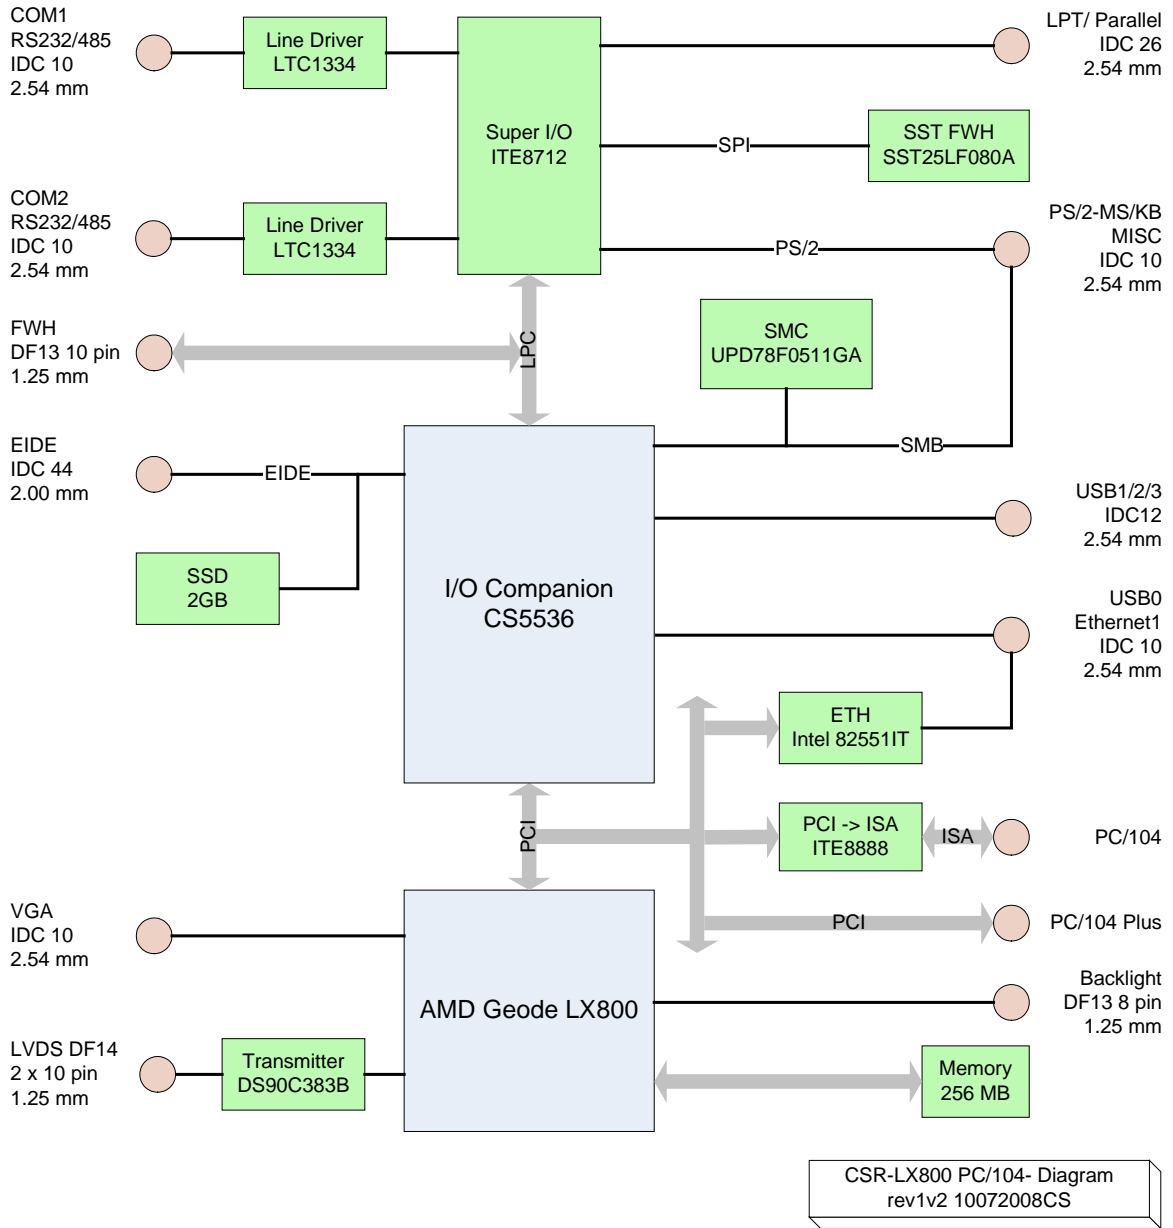 COM1
RS232/485
IDC 10
2.54 mm
Line Driver
LTC1334
Super I/O
ITE8712
LPT/ Parallel
IDC 26
2.54 mm
SPI
SST FWH
SST25LF080A
COM2
RS232/485
IDC 10
2.54 mm
Line Driver
LTC1334
PS/2
PS/2-MS/KB
MISC
IDC 10
2.54 mm
FWH
DF13 10 pin
1.25 mm
LPC
SMC
UPD78F0511GA
SMB
EIDE
IDC 44
2.00 mm
EIDE
SSD
2GB
I/O Companion
CS5536
USB1/2/3
IDC12
2.54 mm
USB0
Ethernet1
IDC 10
2.54 mm
ETH
Intel 82551IT
PCI
PCI -> ISA
ITE8888
ISA
PC/104
PCI
PC/104 Plus
VGA
IDC 10
2.54 mm
AMD Geode LX800
Backlight
DF13 8 pin
1.25 mm
LVDS DF14
2 x 10 pin
1.25 mm
Transmitter
DS90C383B
Memory
256 MB
CSR-LX800 PC/104- Diagram
rev1v2 10072008CS